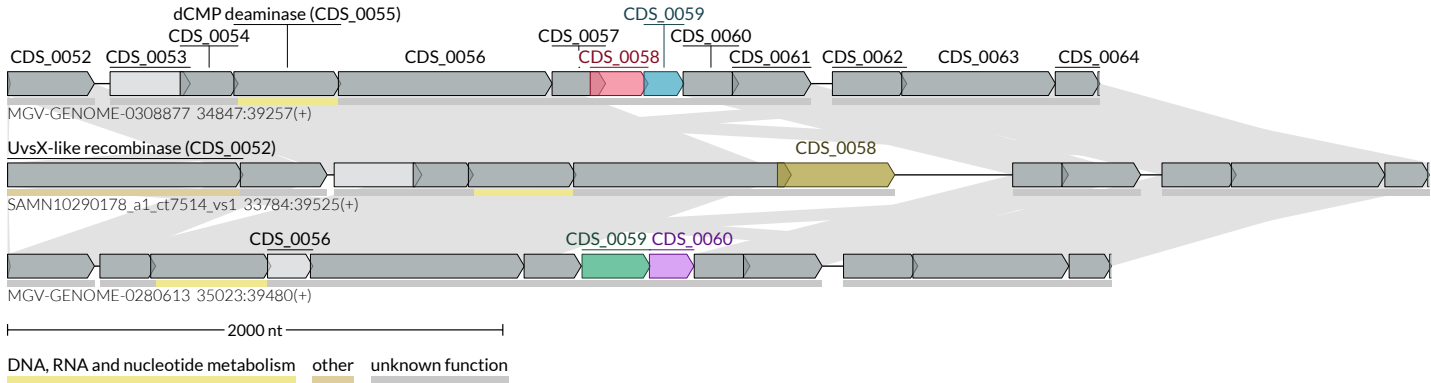 dCMP deaminase (CDS_0055) CDS_0059
CDS_0054 CDS_0057 CDS_0060
CDS_0052 CDS_0053 CDS_0056 CDS_0058 CDS_0061 CDS_0062 CDS_0063 CDS_0064
MGV-GENOME-0308877 34847:39257(+)
UvsX-like recombinase (CDS_0052) CDS_0058
SAMN10290178_a1_ct7514_vs1 33784:39525(+)
CDS_0056 CDS_0059 CDS_0060
MGV-GENOME-0280613 35023:39480(+)
2000 nt
DNA, RNA and nucleotide metabolism other unknown function